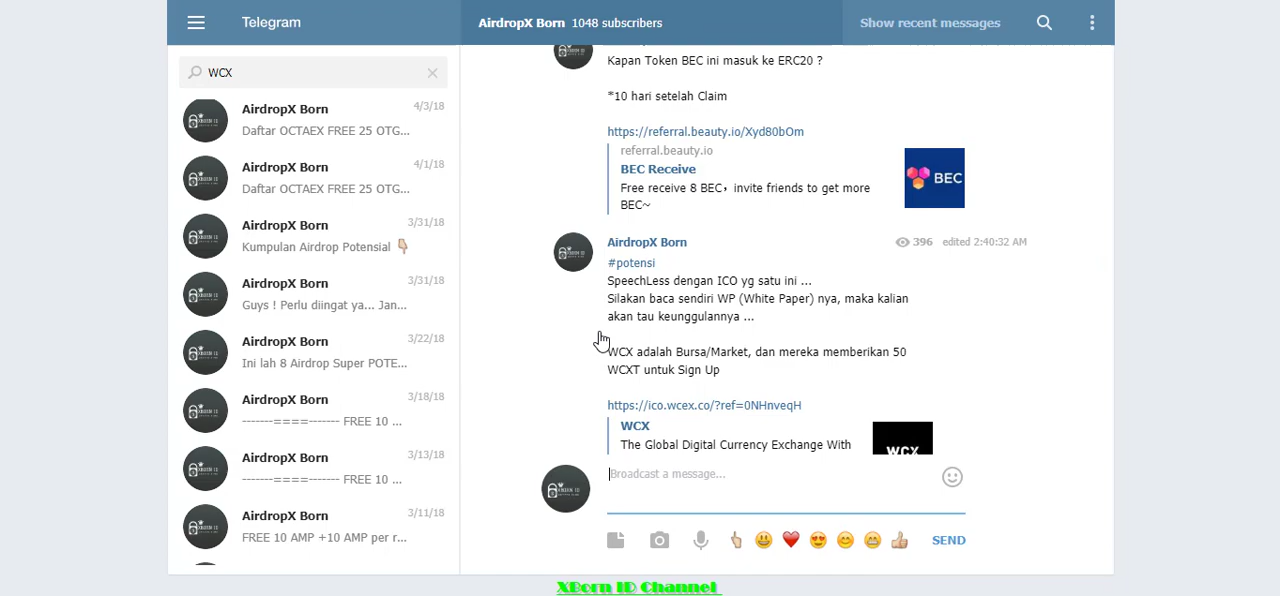 Telegram
AirdropX Born 1048 subscribers
Show recent messages
WCX
AirdropX Born 4/3/18
Daftar OCTAEX FREE 25 OTG...
AirdropX Born 4/1/18
Daftar OCTAEX FREE 25 OTG...
AirdropX Born 3/31/18
Kumpulan Airdrop Potensial 👇🏼
AirdropX Born 3/31/18
Guys ! Perlu diingat ya... Jan...
AirdropX Born 3/22/18
Ini lah 8 Airdrop Super POTE...
AirdropX Born 3/18/18
-------====------- FREE 10 ...
AirdropX Born 3/13/18
-------====------- FREE 10 ...
AirdropX Born 3/11/18
FREE 10 AMP +10 AMP per r...
Kapan Token BEC ini masuk ke ERC20 ?
*10 hari setelah Claim
https://referral.beauty.io/Xyd80bOm
referral.beauty.io
BEC Receive
Free receive 8 BEC，invite friends to get more
BEC~
BEC
AirdropX Born 396 edited 2:40:32 AM
#potensi
SpeechLess dengan ICO yg satu ini ...
Silakan baca sendiri WP (White Paper) nya, maka kalian
akan tau keunggulannya ...
WCX adalah Bursa/Market, dan mereka memberikan 50
WCXT untuk Sign Up
https://ico.wcex.co/?ref=0NHnveqH
WCX
The Global Digital Currency Exchange With
WCX
Broadcast a message...
SEND
XBorn ID Channel